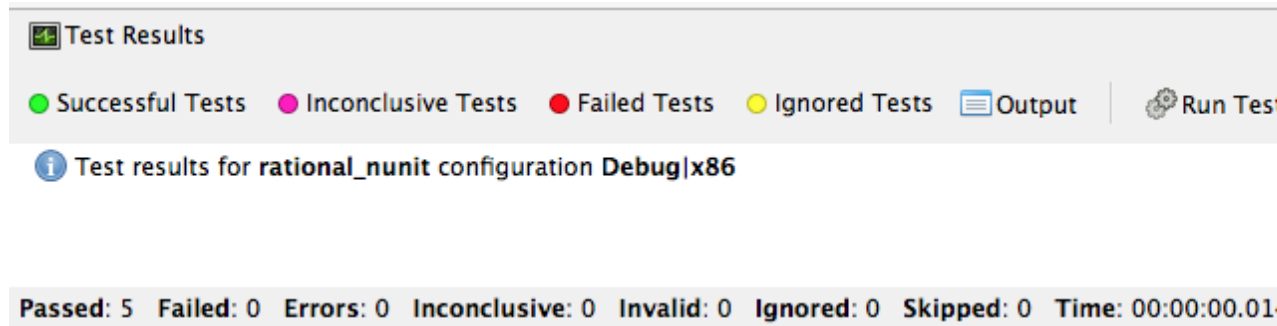 Test Results
Successful Tests Inconclusive Tests Failed Tests Ignored Tests Output Run Test
Test results for rational_nunit configuration Debug|x86
Passed: 5 Failed: 0 Errors: 0 Inconclusive: 0 Invalid: 0 Ignored: 0 Skipped: 0 Time: 00:00:00.01